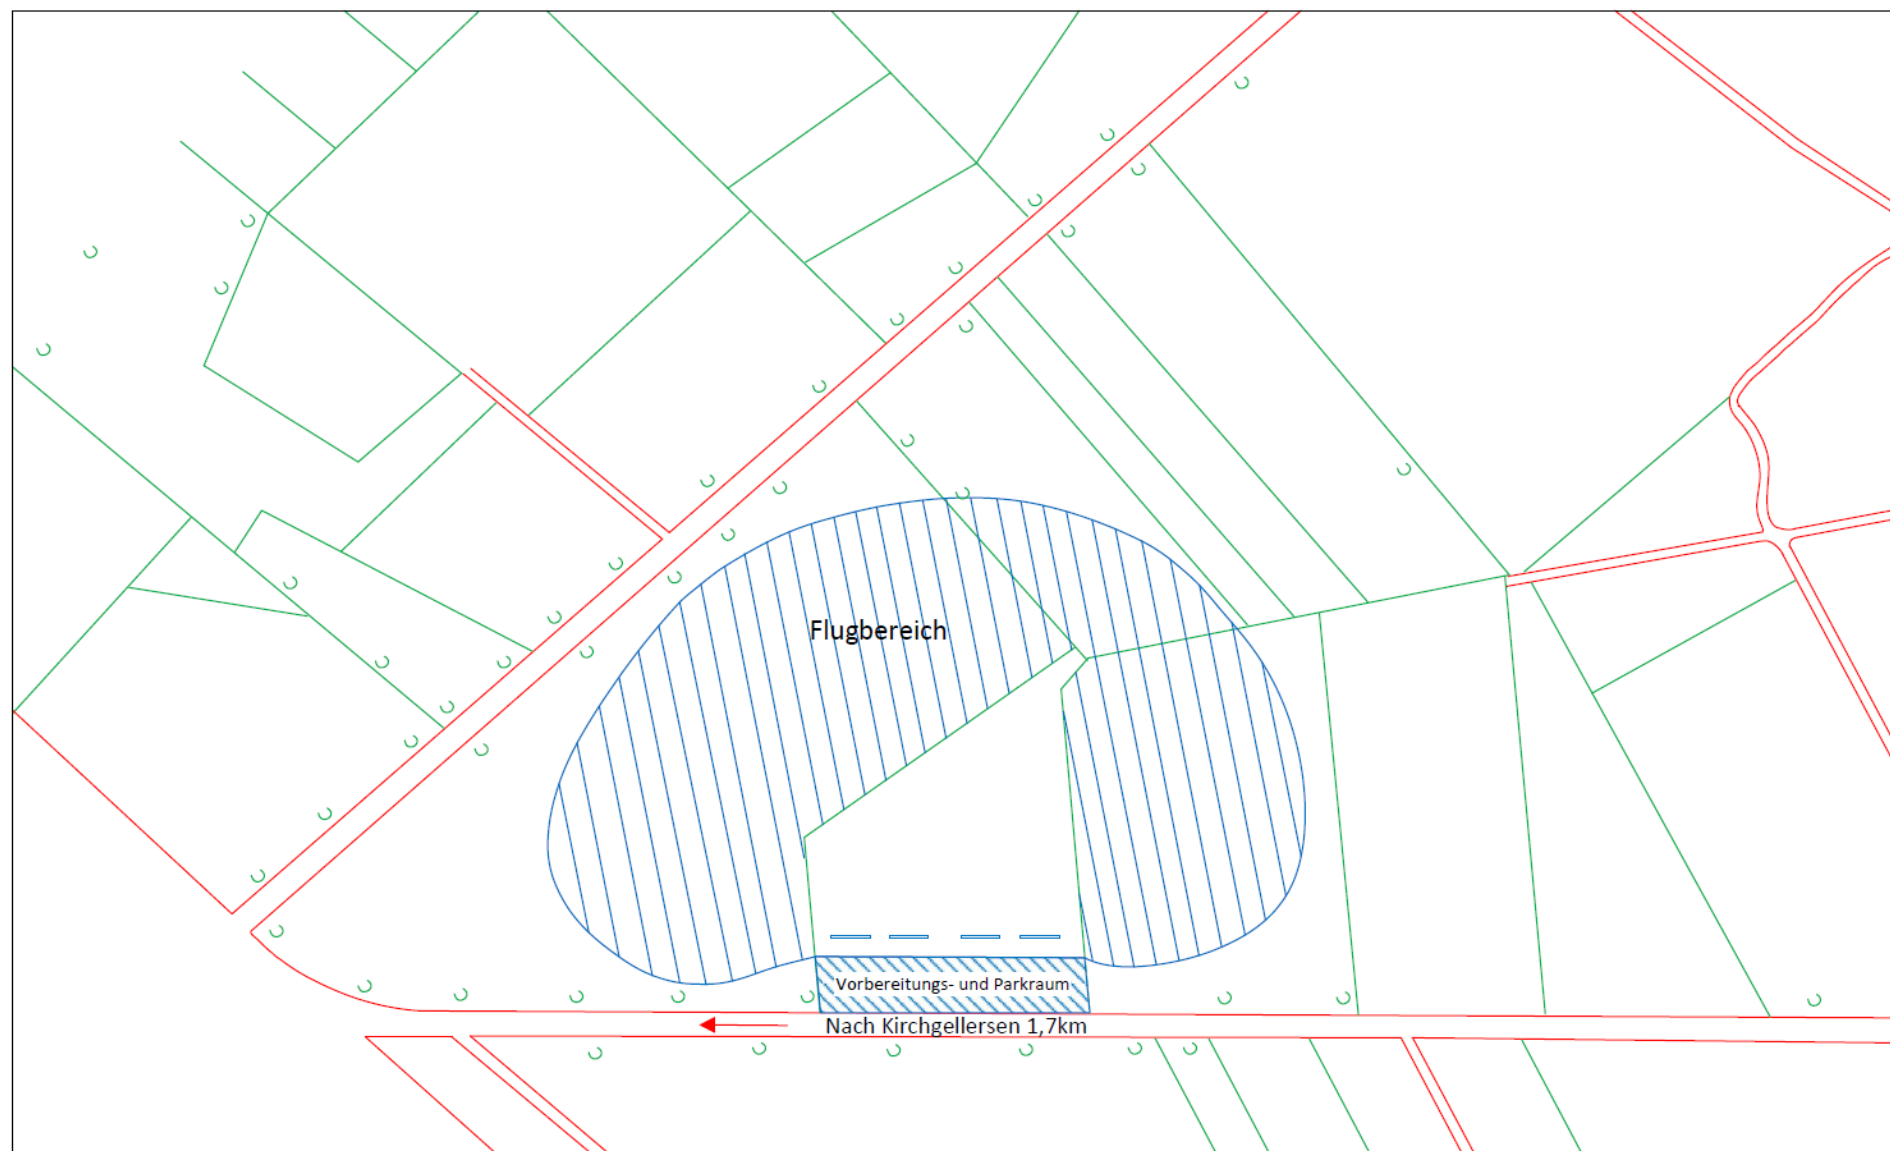 Flugbereich
Vorbereitungs- und Parkraum
Nach Kirchgellersen 1,7km